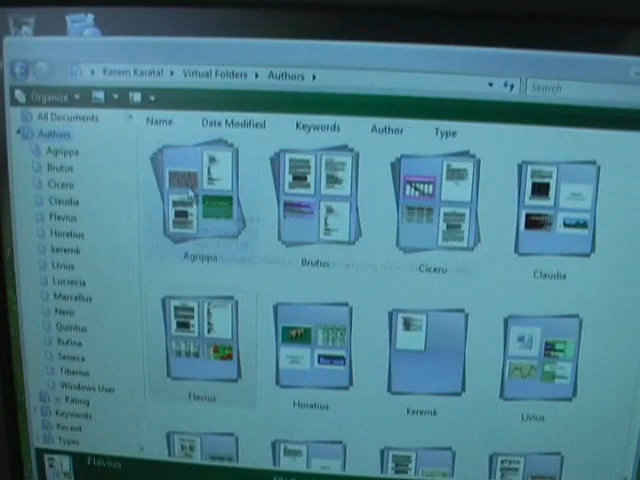 Kerem Karatal Virtual Folders Authors
Search
Organize
All Documents
Authors
Agrippa
Brutus
Cicero
Claudia
Flavius
Horatius
keremk
Livius
Lucrecia
Marcellus
Nero
Quintus
Rufina
Seneca
Tiberius
Windows User
Rating
Keywords
Recent
Types
Name Date Modified Keywords Author Type
Agrippa Brutus Cicero Claudia
Flavius Horatius keremk Livius
Flavius